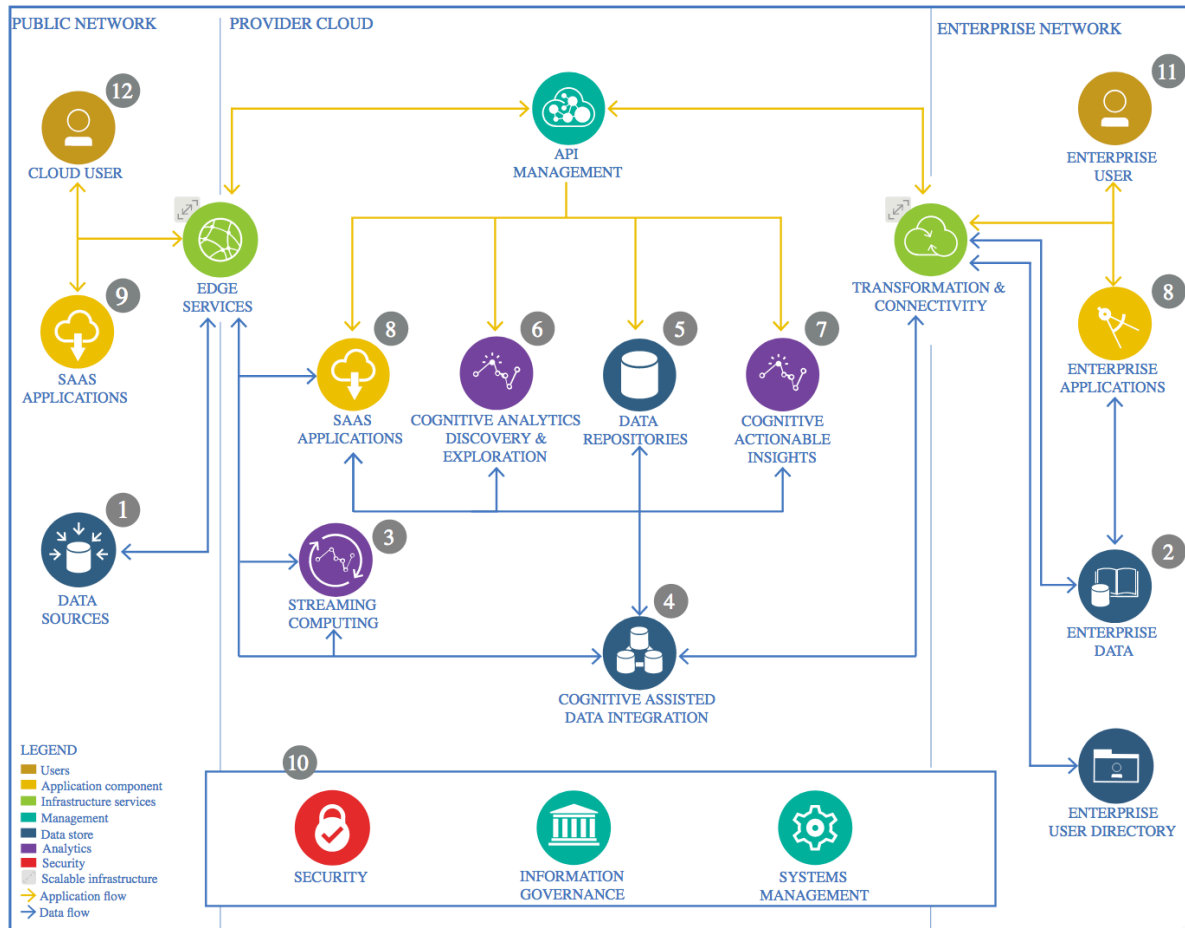 PUBLIC NETWORK
PROVIDER CLOUD
ENTERPRISE NETWORK
12
CLOUD USER
API
MANAGEMENT
11
ENTERPRISE
USER
EDGE
SERVICES
TRANSFORMATION &
CONNECTIVITY
9
SAAS
APPLICATIONS
8
SAAS
APPLICATIONS
6
COGNITIVE ANALYTICS
DISCOVERY &
EXPLORATION
5
DATA
REPOSITORIES
7
COGNITIVE
ACTIONABLE
INSIGHTS
8
ENTERPRISE
APPLICATIONS
1
DATA
SOURCES
3
STREAMING
COMPUTING
4
COGNITIVE ASSISTED
DATA INTEGRATION
2
ENTERPRISE
DATA
ENTERPRISE
USER DIRECTORY
LEGEND
Users
Application component
Infrastructure services
Management
Data store
Analytics
Security
Scalable infrastructure
Application flow
Data flow
10
SECURITY
INFORMATION
GOVERNANCE
SYSTEMS
MANAGEMENT